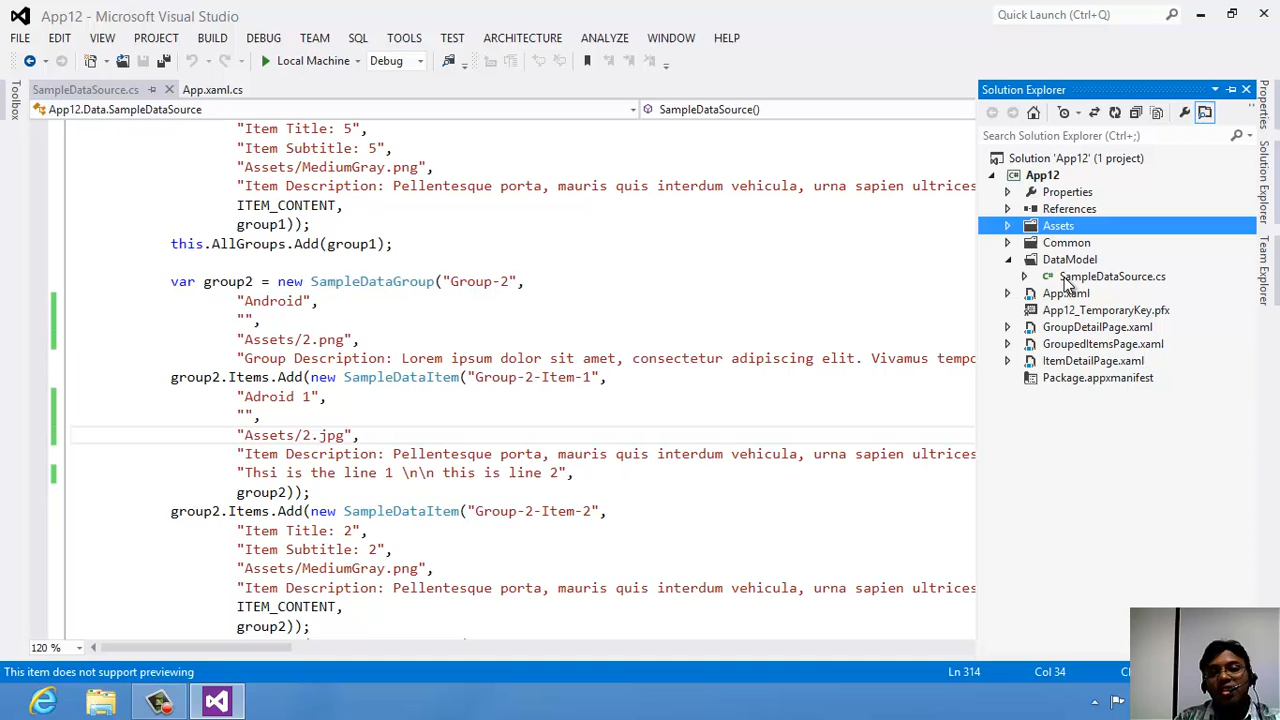 App12 - Microsoft Visual Studio
Quick Launch (Ctrl+Q)
FILE EDIT VIEW PROJECT BUILD DEBUG TEAM SQL TOOLS TEST ARCHITECTURE ANALYZE WINDOW HELP
Local Machine Debug
SampleDataSource.cs App.xaml.cs
App12.Data.SampleDataSource SampleDataSource()
Toolbox
"Item Title: 5",
"Item Subtitle: 5",
"Assets/MediumGray.png",
"Item Description: Pellentesque porta, mauris quis interdum vehicula, urna sapien ultrices
ITEM_CONTENT,
group1));
this.AllGroups.Add(group1);
var group2 = new SampleDataGroup("Group-2",
"Android",
"",
"Assets/2.png",
"Group Description: Lorem ipsum dolor sit amet, consectetur adipiscing elit. Vivamus tempo
group2.Items.Add(new SampleDataItem("Group-2-Item-1",
"Adroid 1",
"",
"Assets/2.jpg",
"Item Description: Pellentesque porta, mauris quis interdum vehicula, urna sapien ultrices
"Thsi is the line 1 \n\n this is line 2",
group2));
group2.Items.Add(new SampleDataItem("Group-2-Item-2",
"Item Title: 2",
"Item Subtitle: 2",
"Assets/MediumGray.png",
"Item Description: Pellentesque porta, mauris quis interdum vehicula, urna sapien ultrices
ITEM_CONTENT,
group2));
120 %
Solution Explorer
Search Solution Explorer (Ctrl+;)
Solution 'App12' (1 project)
App12
Properties
References
Assets
Common
DataModel
SampleDataSource.cs
App.xaml
App12_TemporaryKey.pfx
GroupDetailPage.xaml
GroupedItemsPage.xaml
ItemDetailPage.xaml
Package.appxmanifest
Properties
Solution Explorer
Team Explorer
This item does not support previewing
Ln 314
Col 34